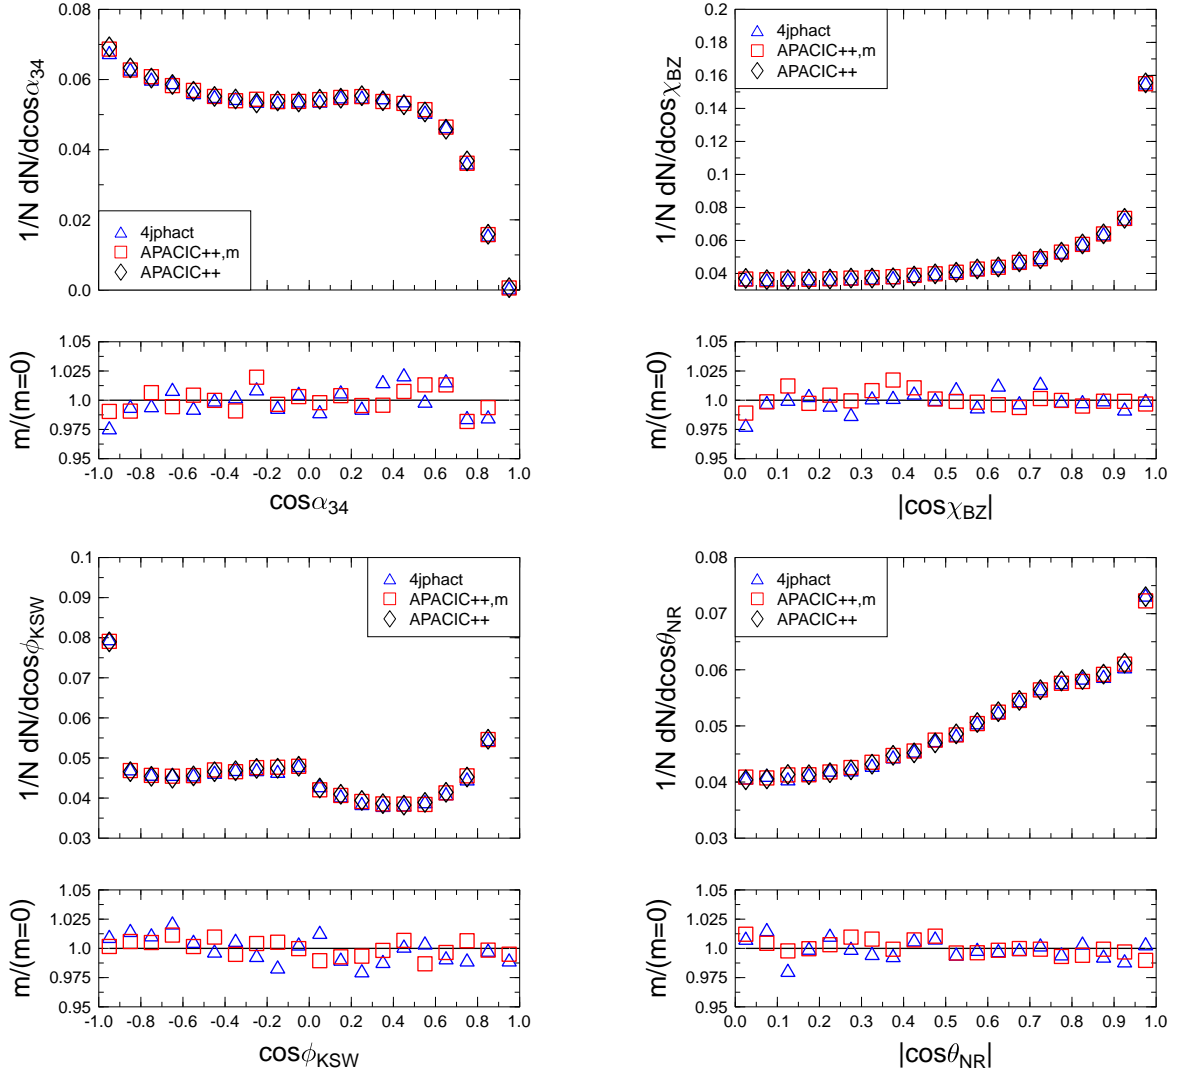 1/N dN/dcosα34
0.08
0.06
0.04
0.02
0.0
4jphact
APACIC++,m
APACIC++
m/(m=0)
1.05
1.025
1.0
0.975
0.95
-1.0 -0.8 -0.6 -0.4 -0.2 0.0 0.2 0.4 0.6 0.8 1.0
cosα34
1/N dN/dcosχBZ
0.2
0.18
0.16
0.14
0.12
0.1
0.08
0.06
0.04
4jphact
APACIC++,m
APACIC++
m/(m=0)
1.05
1.025
1.0
0.975
0.95
0.0 0.1 0.2 0.3 0.4 0.5 0.6 0.7 0.8 0.9 1.0
|cosχBZ|
1/N dN/dcosϕKSW
0.1
0.09
0.08
0.07
0.06
0.05
0.04
0.03
4jphact
APACIC++,m
APACIC++
m/(m=0)
1.05
1.025
1.0
0.975
0.95
-1.0 -0.8 -0.6 -0.4 -0.2 0.0 0.2 0.4 0.6 0.8 1.0
cosϕKSW
1/N dN/dcosθNR
0.08
0.07
0.06
0.05
0.04
0.03
4jphact
APACIC++,m
APACIC++
m/(m=0)
1.05
1.025
1.0
0.975
0.95
0.0 0.1 0.2 0.3 0.4 0.5 0.6 0.7 0.8 0.9 1.0
|cosθNR|